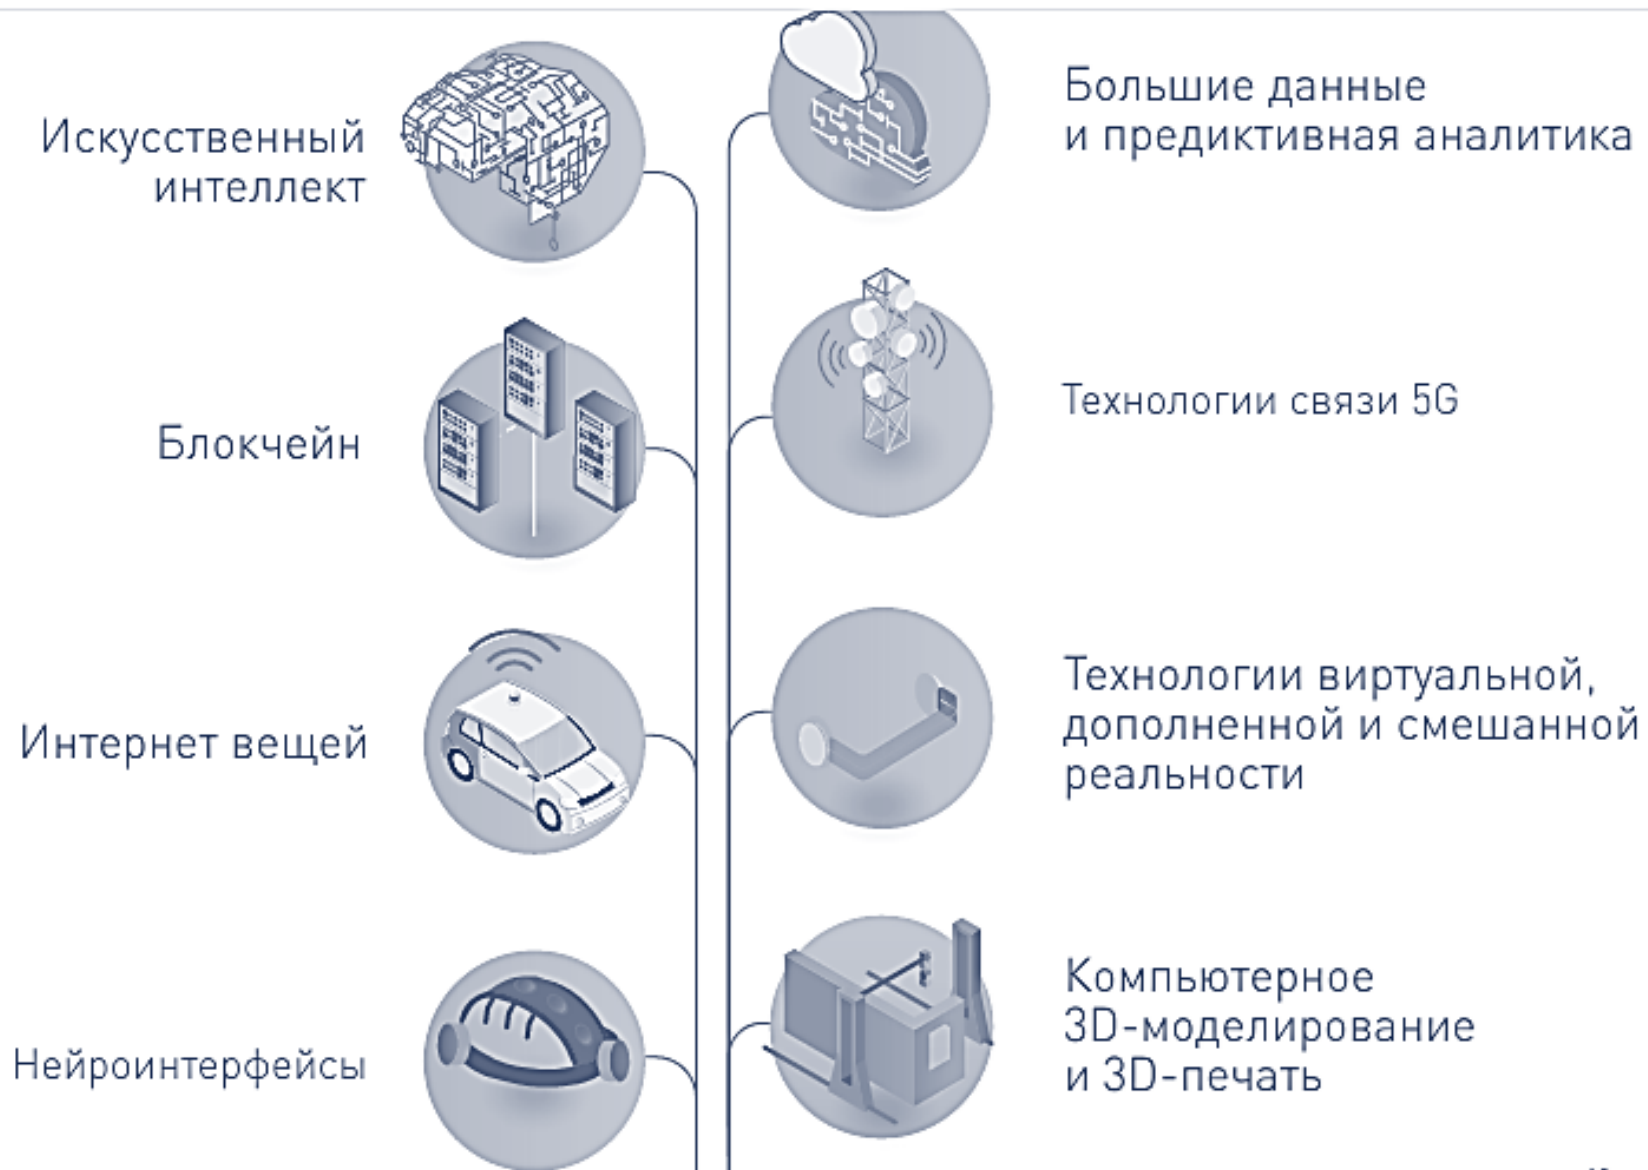 Искусственный
интеллект
Большие данные
и предиктивная аналитика
Блокчейн
Технологии связи 5G
Интернет вещей
Технологии виртуальной,
дополненной и смешанной
реальности
Нейроинтерфейсы
Компьютерное
3D-моделирование
и 3D-печать